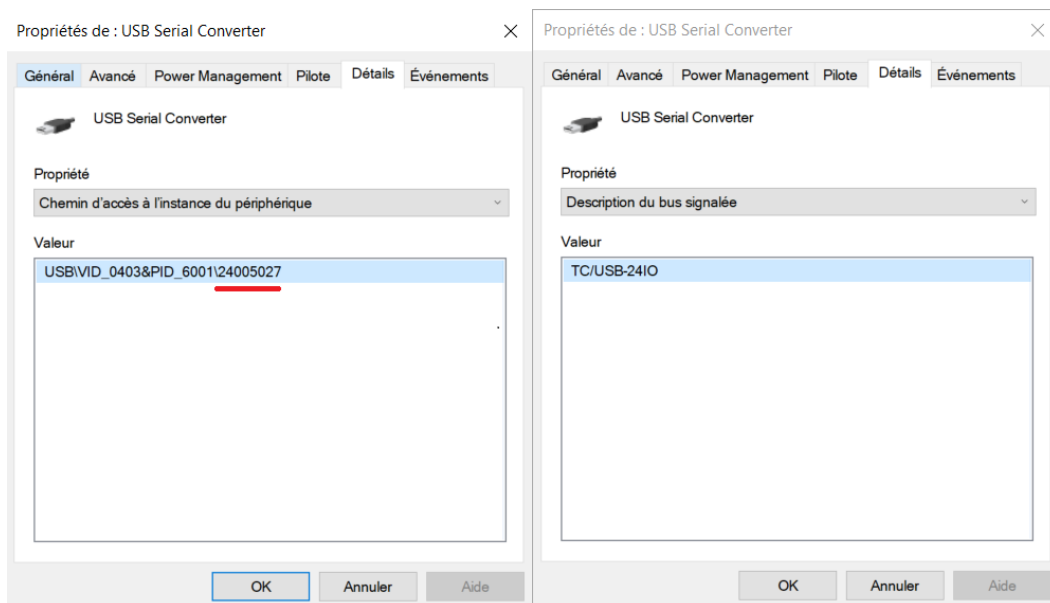 Propriétés de : USB Serial Converter
Général Avancé Power Management Pilote Détails Événements
USB Serial Converter
Propriété
Chemin d'accès à l'instance du périphérique
Valeur
USB\VID_0403&PID_6001\24005027
OK Annuler Aide
Propriétés de : USB Serial Converter
Général Avancé Power Management Pilote Détails Événements
USB Serial Converter
Propriété
Description du bus signalée
Valeur
TC/USB-24IO
OK Annuler Aide